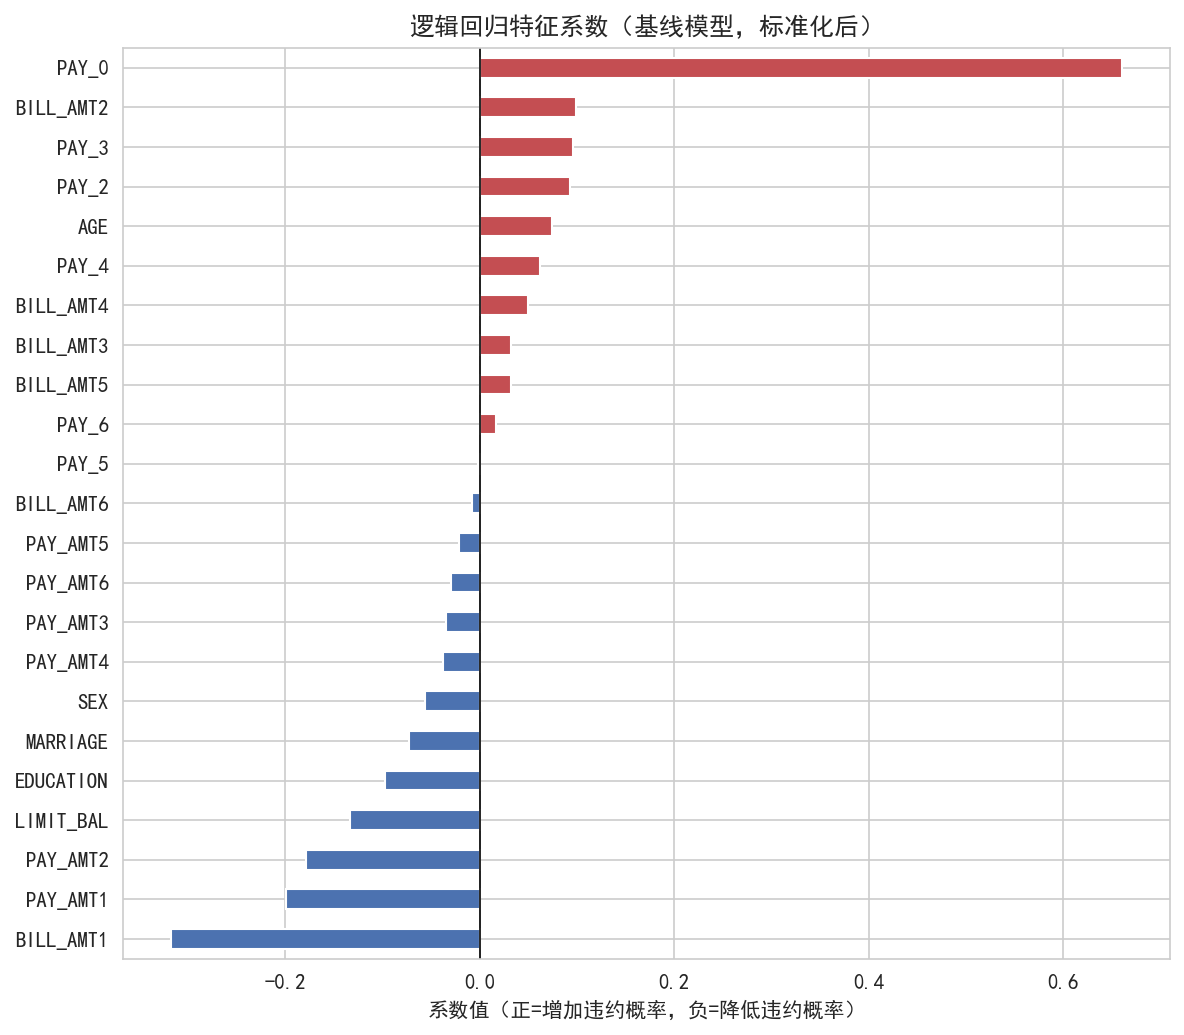 逻辑回归特征系数（基线模型，标准化后）
PAY_0
BILL_AMT2
PAY_3
PAY_2
AGE
PAY_4
BILL_AMT4
BILL_AMT3
BILL_AMT5
PAY_6
PAY_5
BILL_AMT6
PAY_AMT5
PAY_AMT6
PAY_AMT3
PAY_AMT4
SEX
MARRIAGE
EDUCATION
LIMIT_BAL
PAY_AMT2
PAY_AMT1
BILL_AMT1
−0.2 0.0 0.2 0.4 0.6
系数值（正=增加违约概率，负=降低违约概率）